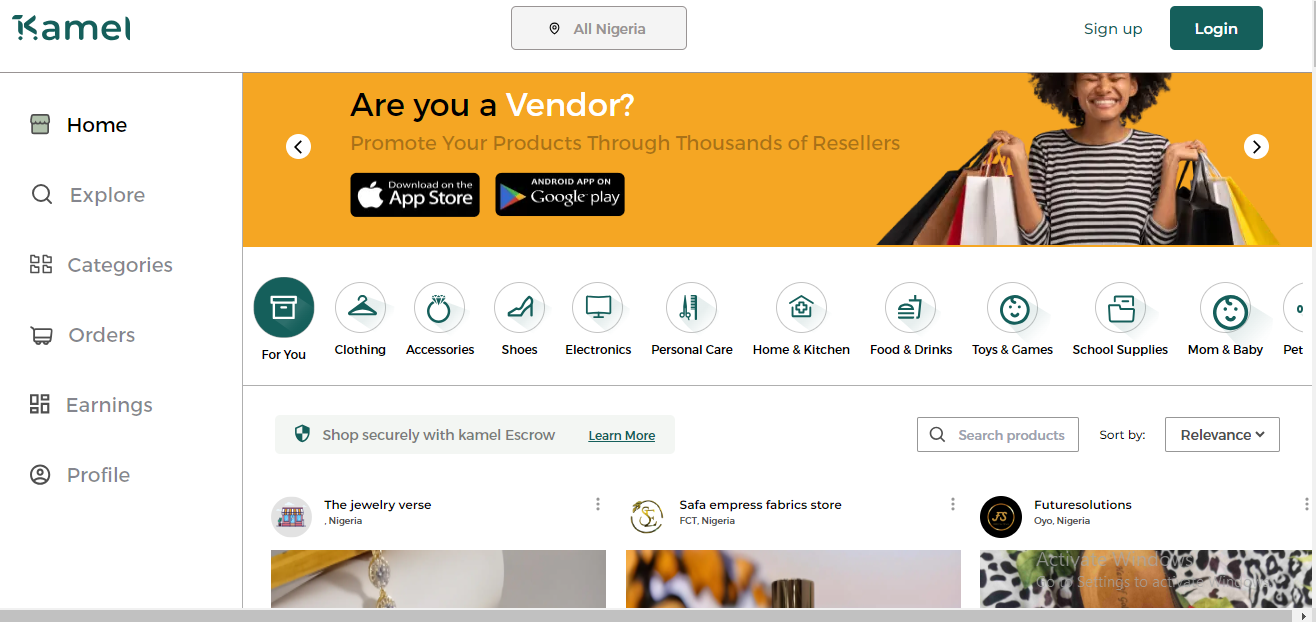 Kamel
All Nigeria
Sign up
Login
Home
Explore
Categories
Orders
Earnings
Profile
Are you a Vendor?
Promote Your Products Through Thousands of Resellers
Download on the
App Store
ANDROID APP ON
Google play
For You
Clothing
Accessories
Shoes
Electronics
Personal Care
Home & Kitchen
Food & Drinks
Toys & Games
School Supplies
Mom & Baby
Pet
Shop securely with kamel Escrow
Learn More
Search products
Sort by:
Relevance
The jewelry verse
, Nigeria
Safa empress fabrics store
FCT, Nigeria
Futuresolutions
Oyo, Nigeria
Activate Windows
Go to Settings to activate Windows.